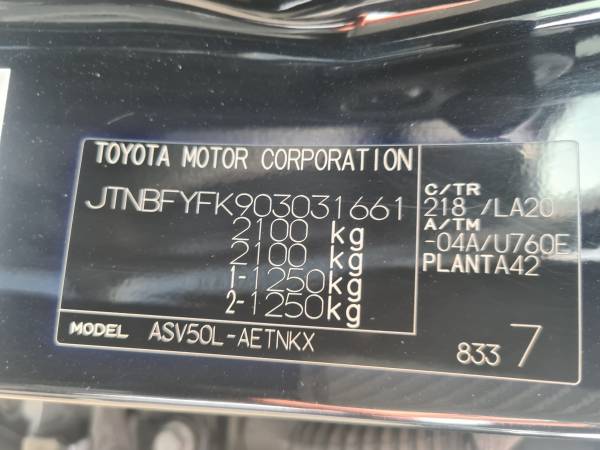 TOYOTA MOTOR CORPORATION
JTNBFYFK903031661
2100 kg
2100 kg
1-1250kg
2-1250kg
C/TR
218 /LA20
A/TM
-04A/U760E
PLANTA42
MODEL ASV50L-AETNKX
833 7